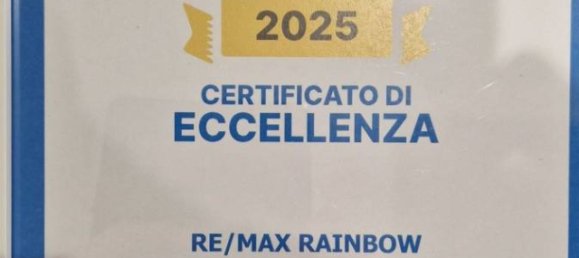 2025
CERTIFICATO DI
ECCELLENZA
RE/MAX RAINBOW